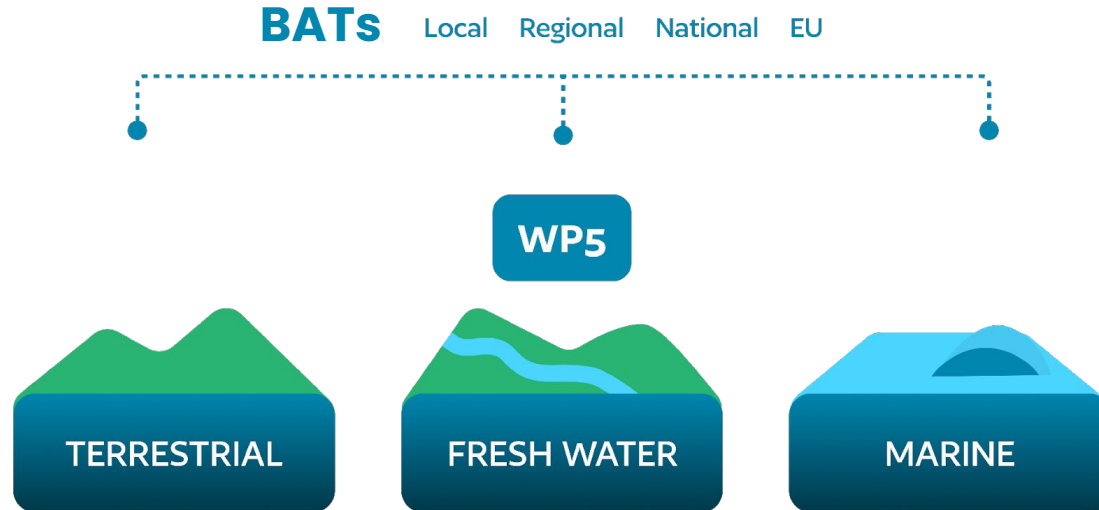 BATs Local Regional National EU
WP5
TERRESTRIAL
FRESH WATER
MARINE